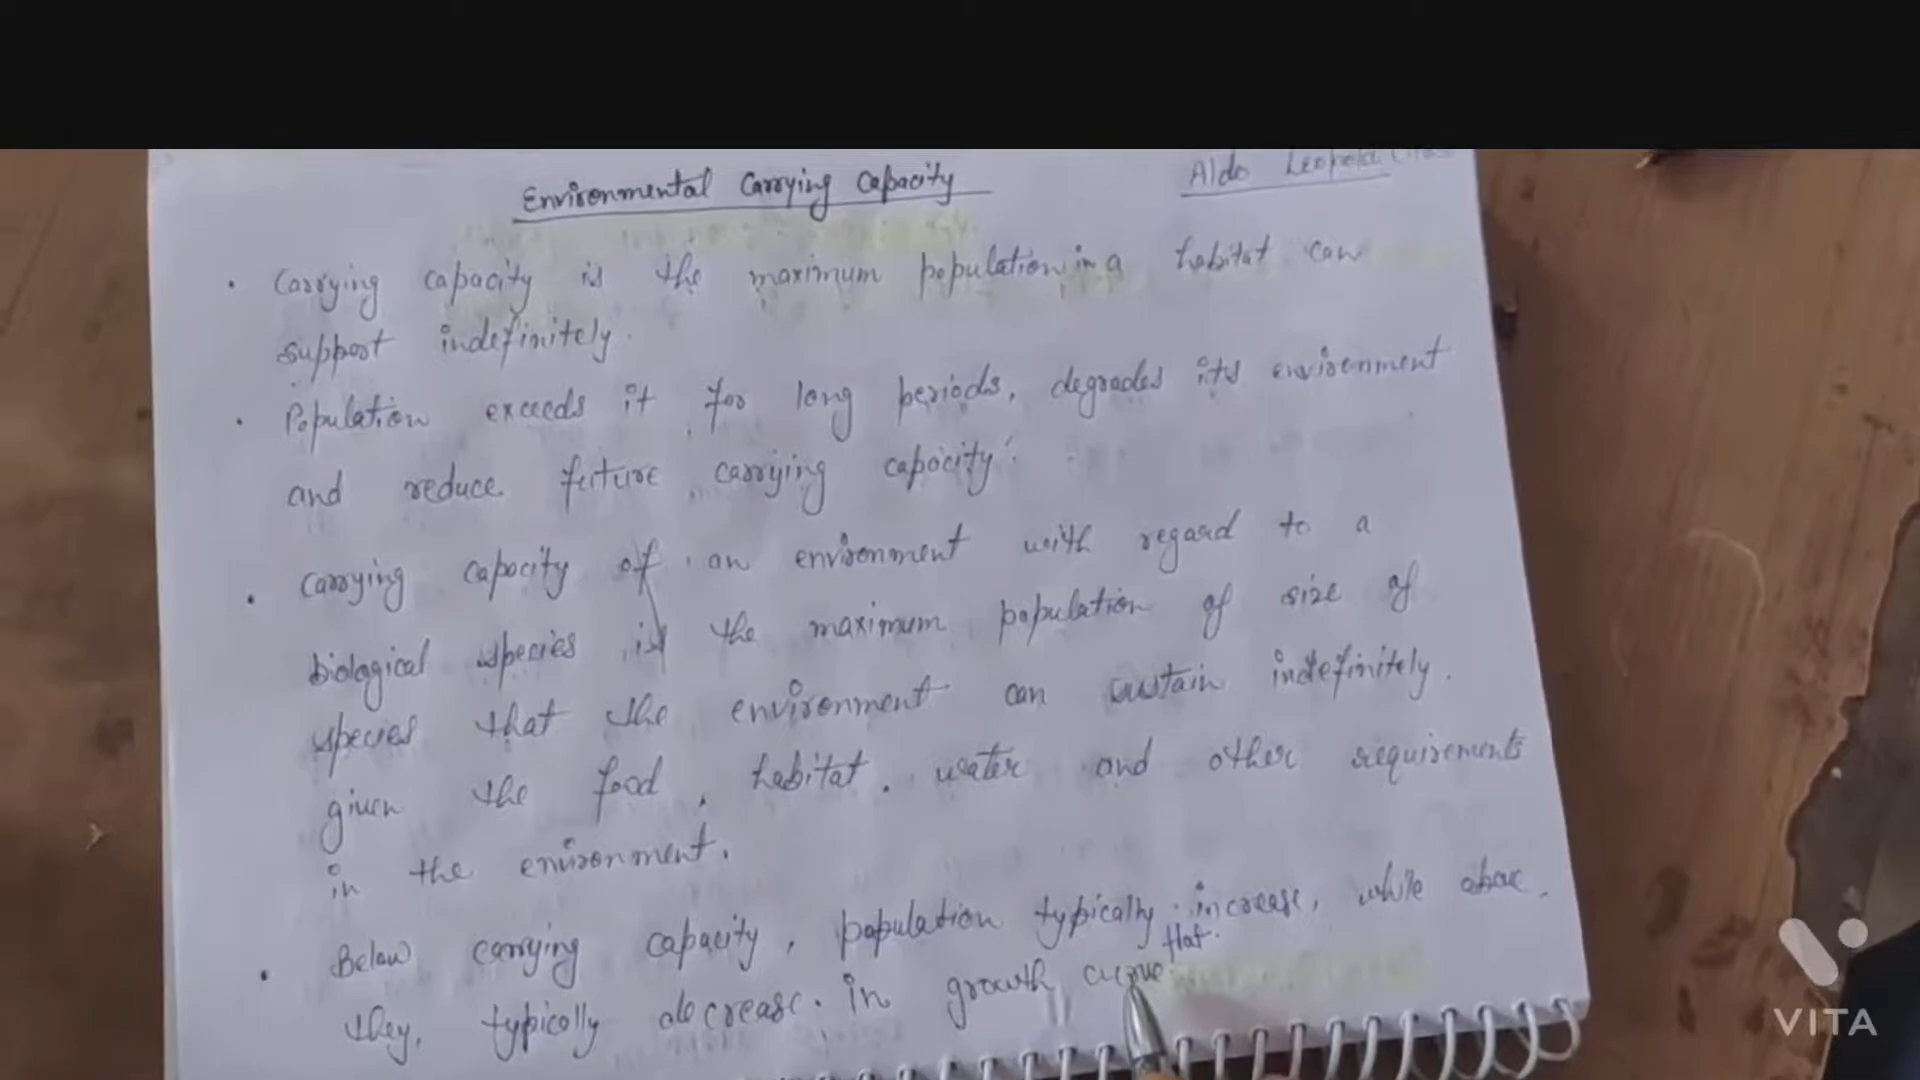 Environmental Carrying Capacity
Aldo Leopold
• Carrying capacity is the maximum population in a habitat can
support indefinitely.
• Population exceeds it for long periods, degrades its environment
and reduce future carrying capacity.
• Carrying capacity of an environment with regard to a
biological species is the maximum population of size of
species that the environment can sustain indefinitely.
given the food, habitat, water and other requirements
in the environment.
• Below carrying capacity, population typically increase, while above
they, typically decrease. in growth curve flat.
VITA